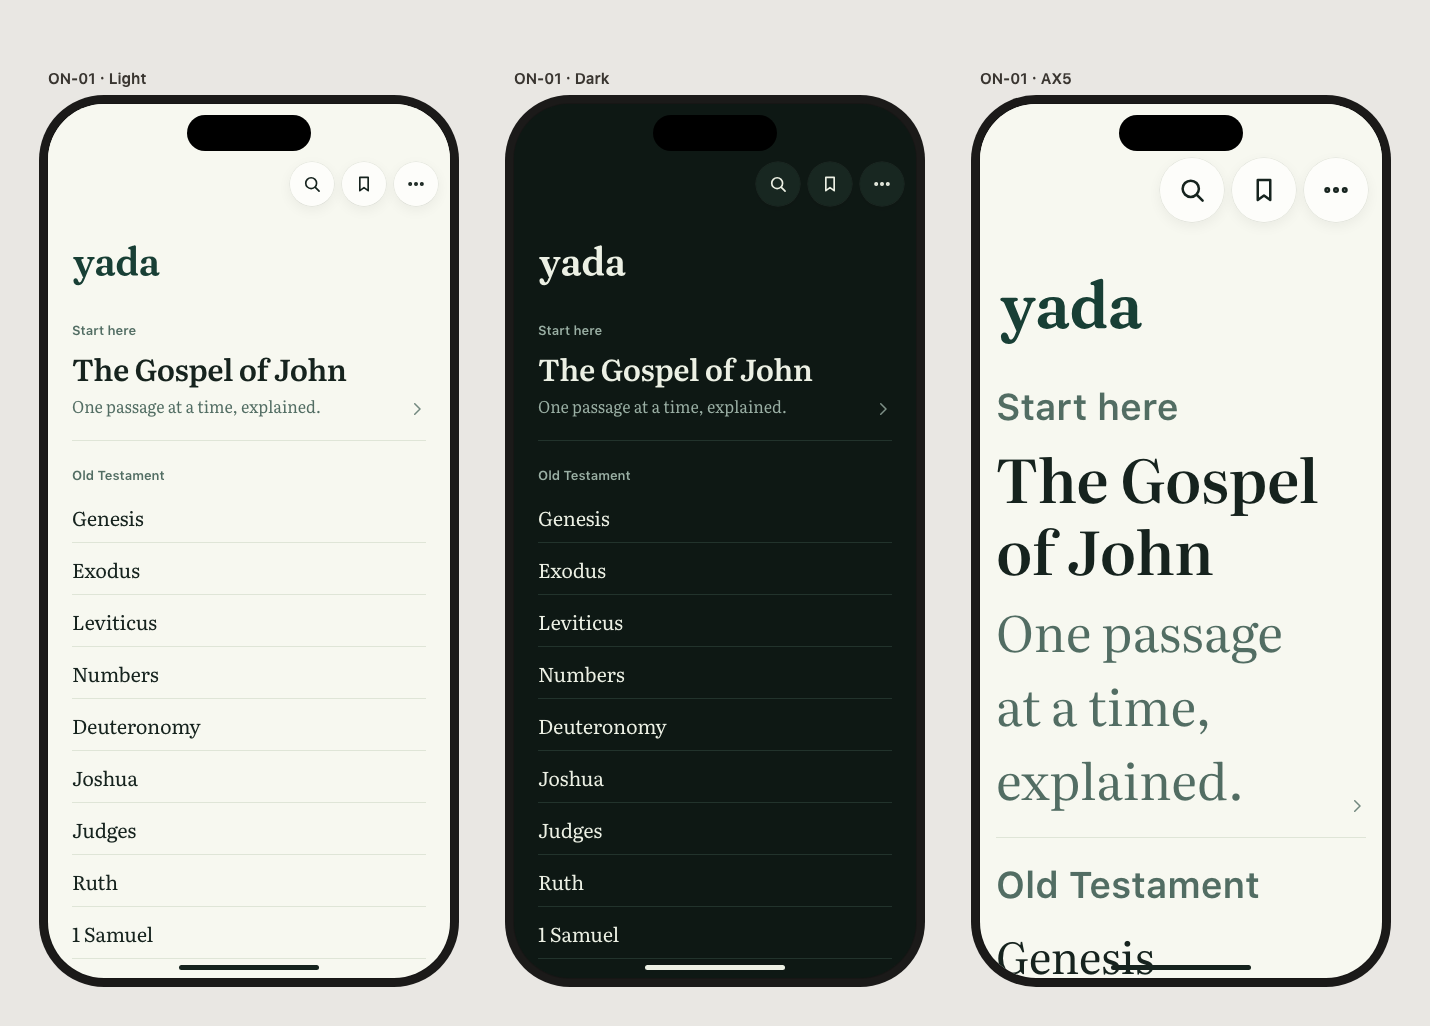 ON-01 · Light
yada
Start here
The Gospel of John
One passage at a time, explained.
Old Testament
Genesis
Exodus
Leviticus
Numbers
Deuteronomy
Joshua
Judges
Ruth
1 Samuel
ON-01 · Dark
yada
Start here
The Gospel of John
One passage at a time, explained.
Old Testament
Genesis
Exodus
Leviticus
Numbers
Deuteronomy
Joshua
Judges
Ruth
1 Samuel
ON-01 · AX5
yada
Start here
The Gospel
of John
One passage
at a time,
explained.
Old Testament
Genesis